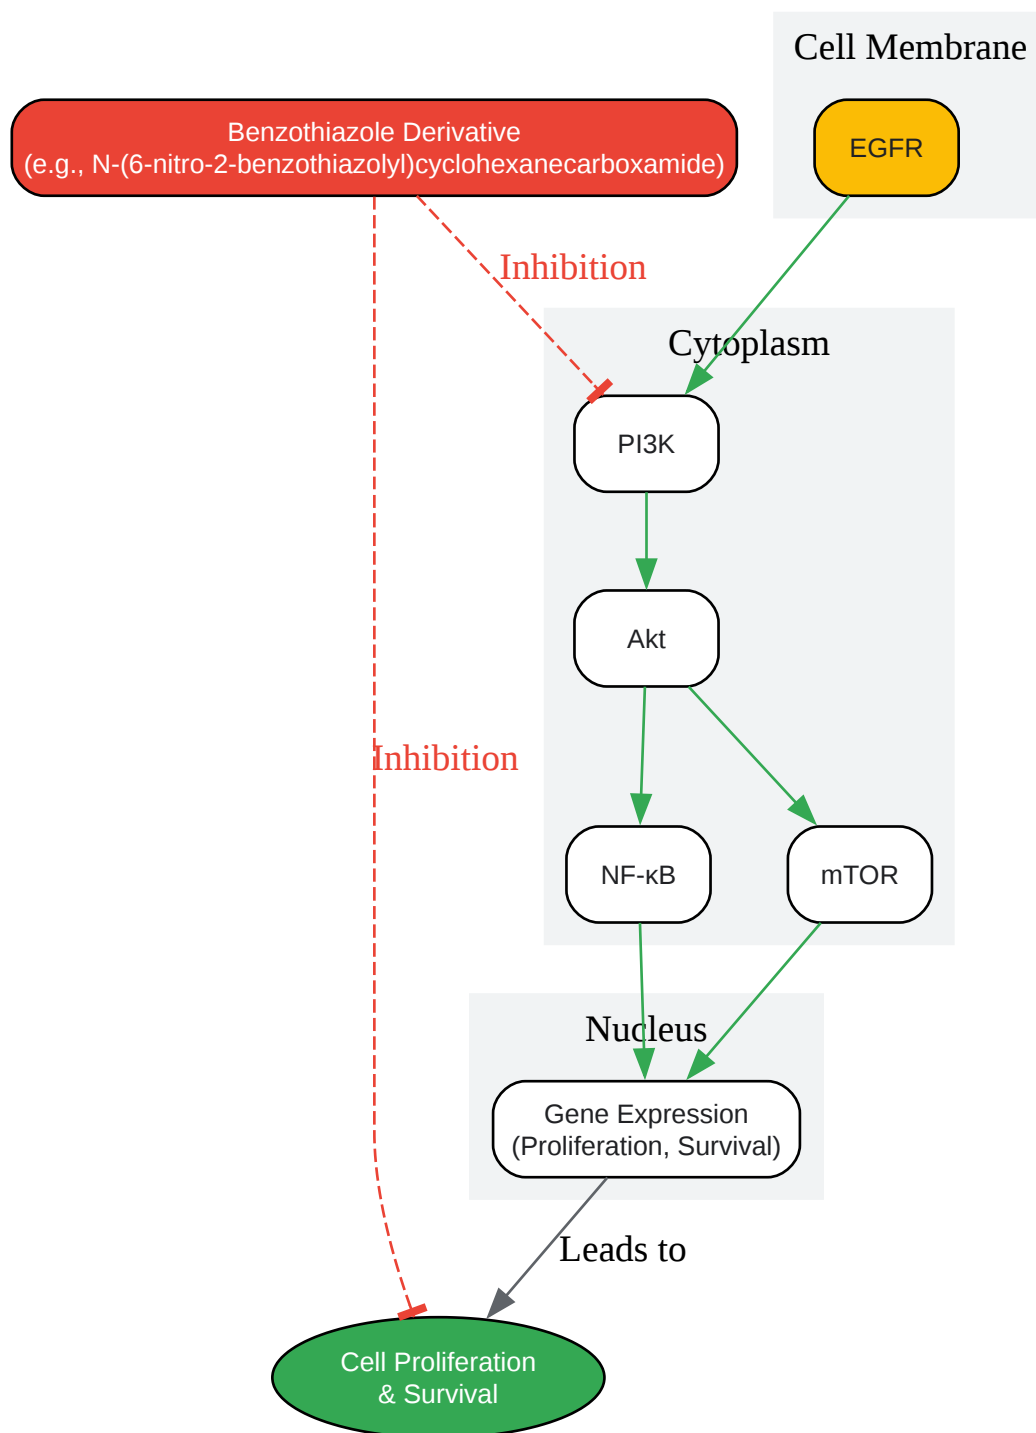 Cell Membrane
Benzothiazole Derivative
(e.g., N-(6-nitro-2-benzothiazolyl)cyclohexanecarboxamide)
EGFR
Inhibition
Cytoplasm
PI3K
Akt
Inhibition
NF-κB
mTOR
Nucleus
Gene Expression
(Proliferation, Survival)
Leads to
Cell Proliferation
& Survival